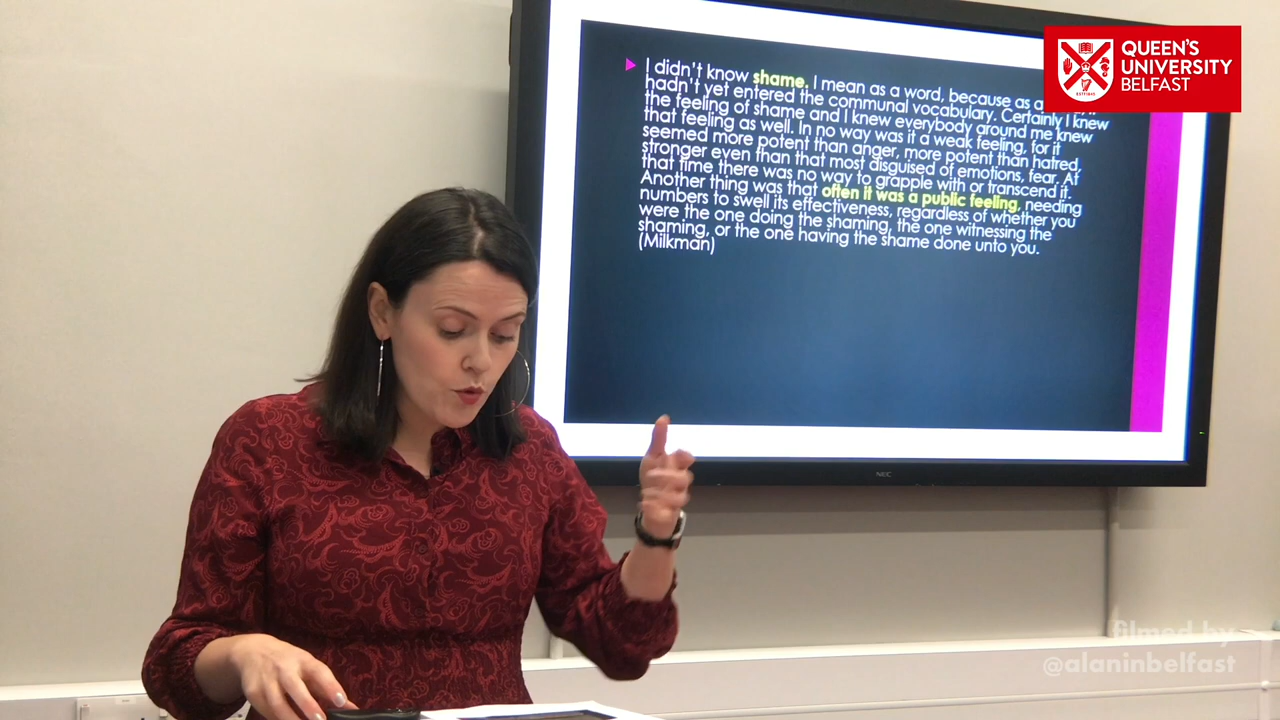 I didn't know shame. I mean as a word, because as a
hadn't yet entered the communal vocabulary. Certainly I knew
the feeling of shame and I knew everybody around me knew
that feeling as well. In no way was it a weak feeling, for it
seemed more potent than anger, more potent than hatred,
stronger even than that most disguised of emotions, fear. At
that time there was no way to grapple with or transcend it.
Another thing was that often it was a public feeling, needing
numbers to swell its effectiveness, regardless of whether you
were the one doing the shaming, the one witnessing the
shaming, or the one having the shame done unto you.
(Milkman)
QUEEN'S
UNIVERSITY
BELFAST
NEC
filmed by
@alaninbelfast